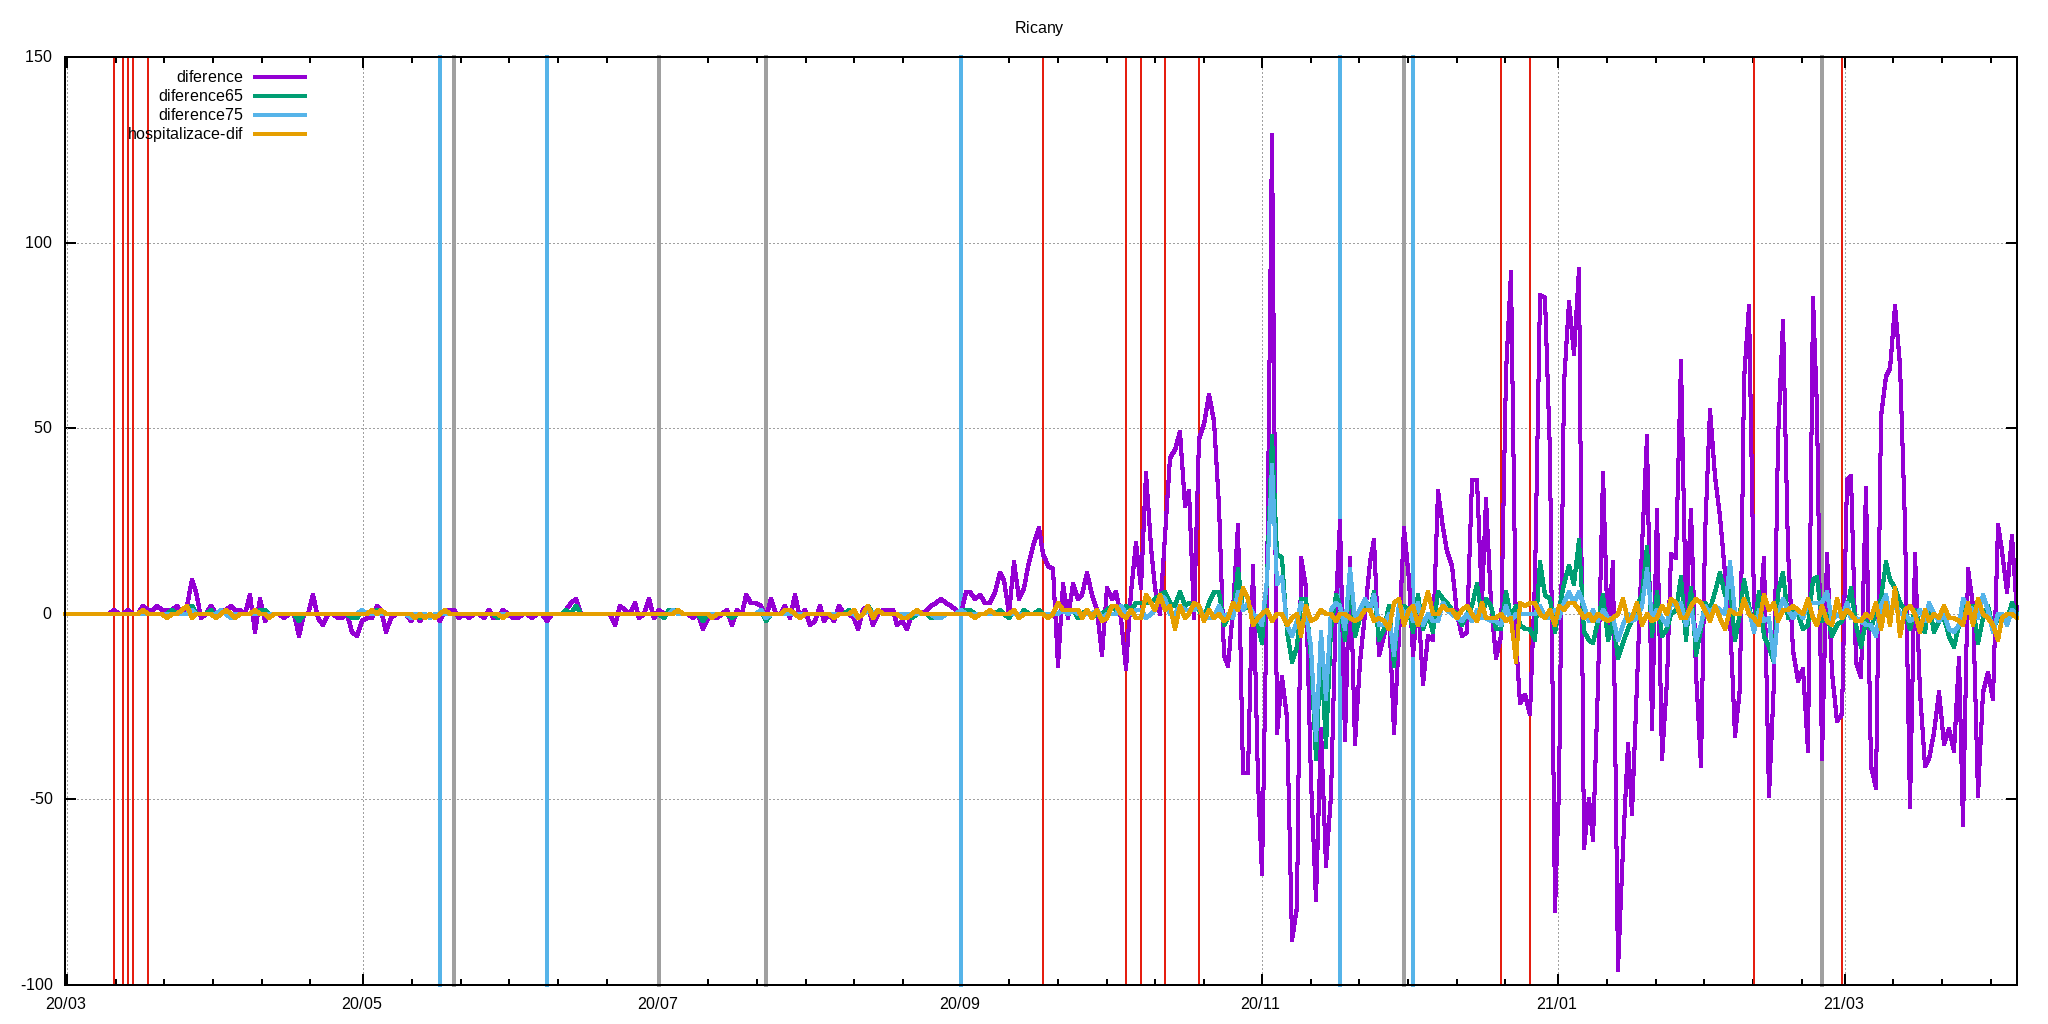 Ricany
150
diference
diference65
diference75
hospitalizace-dif
100
50
0
-50
-100
20/03 20/05 20/07 20/09 20/11 21/01 21/03